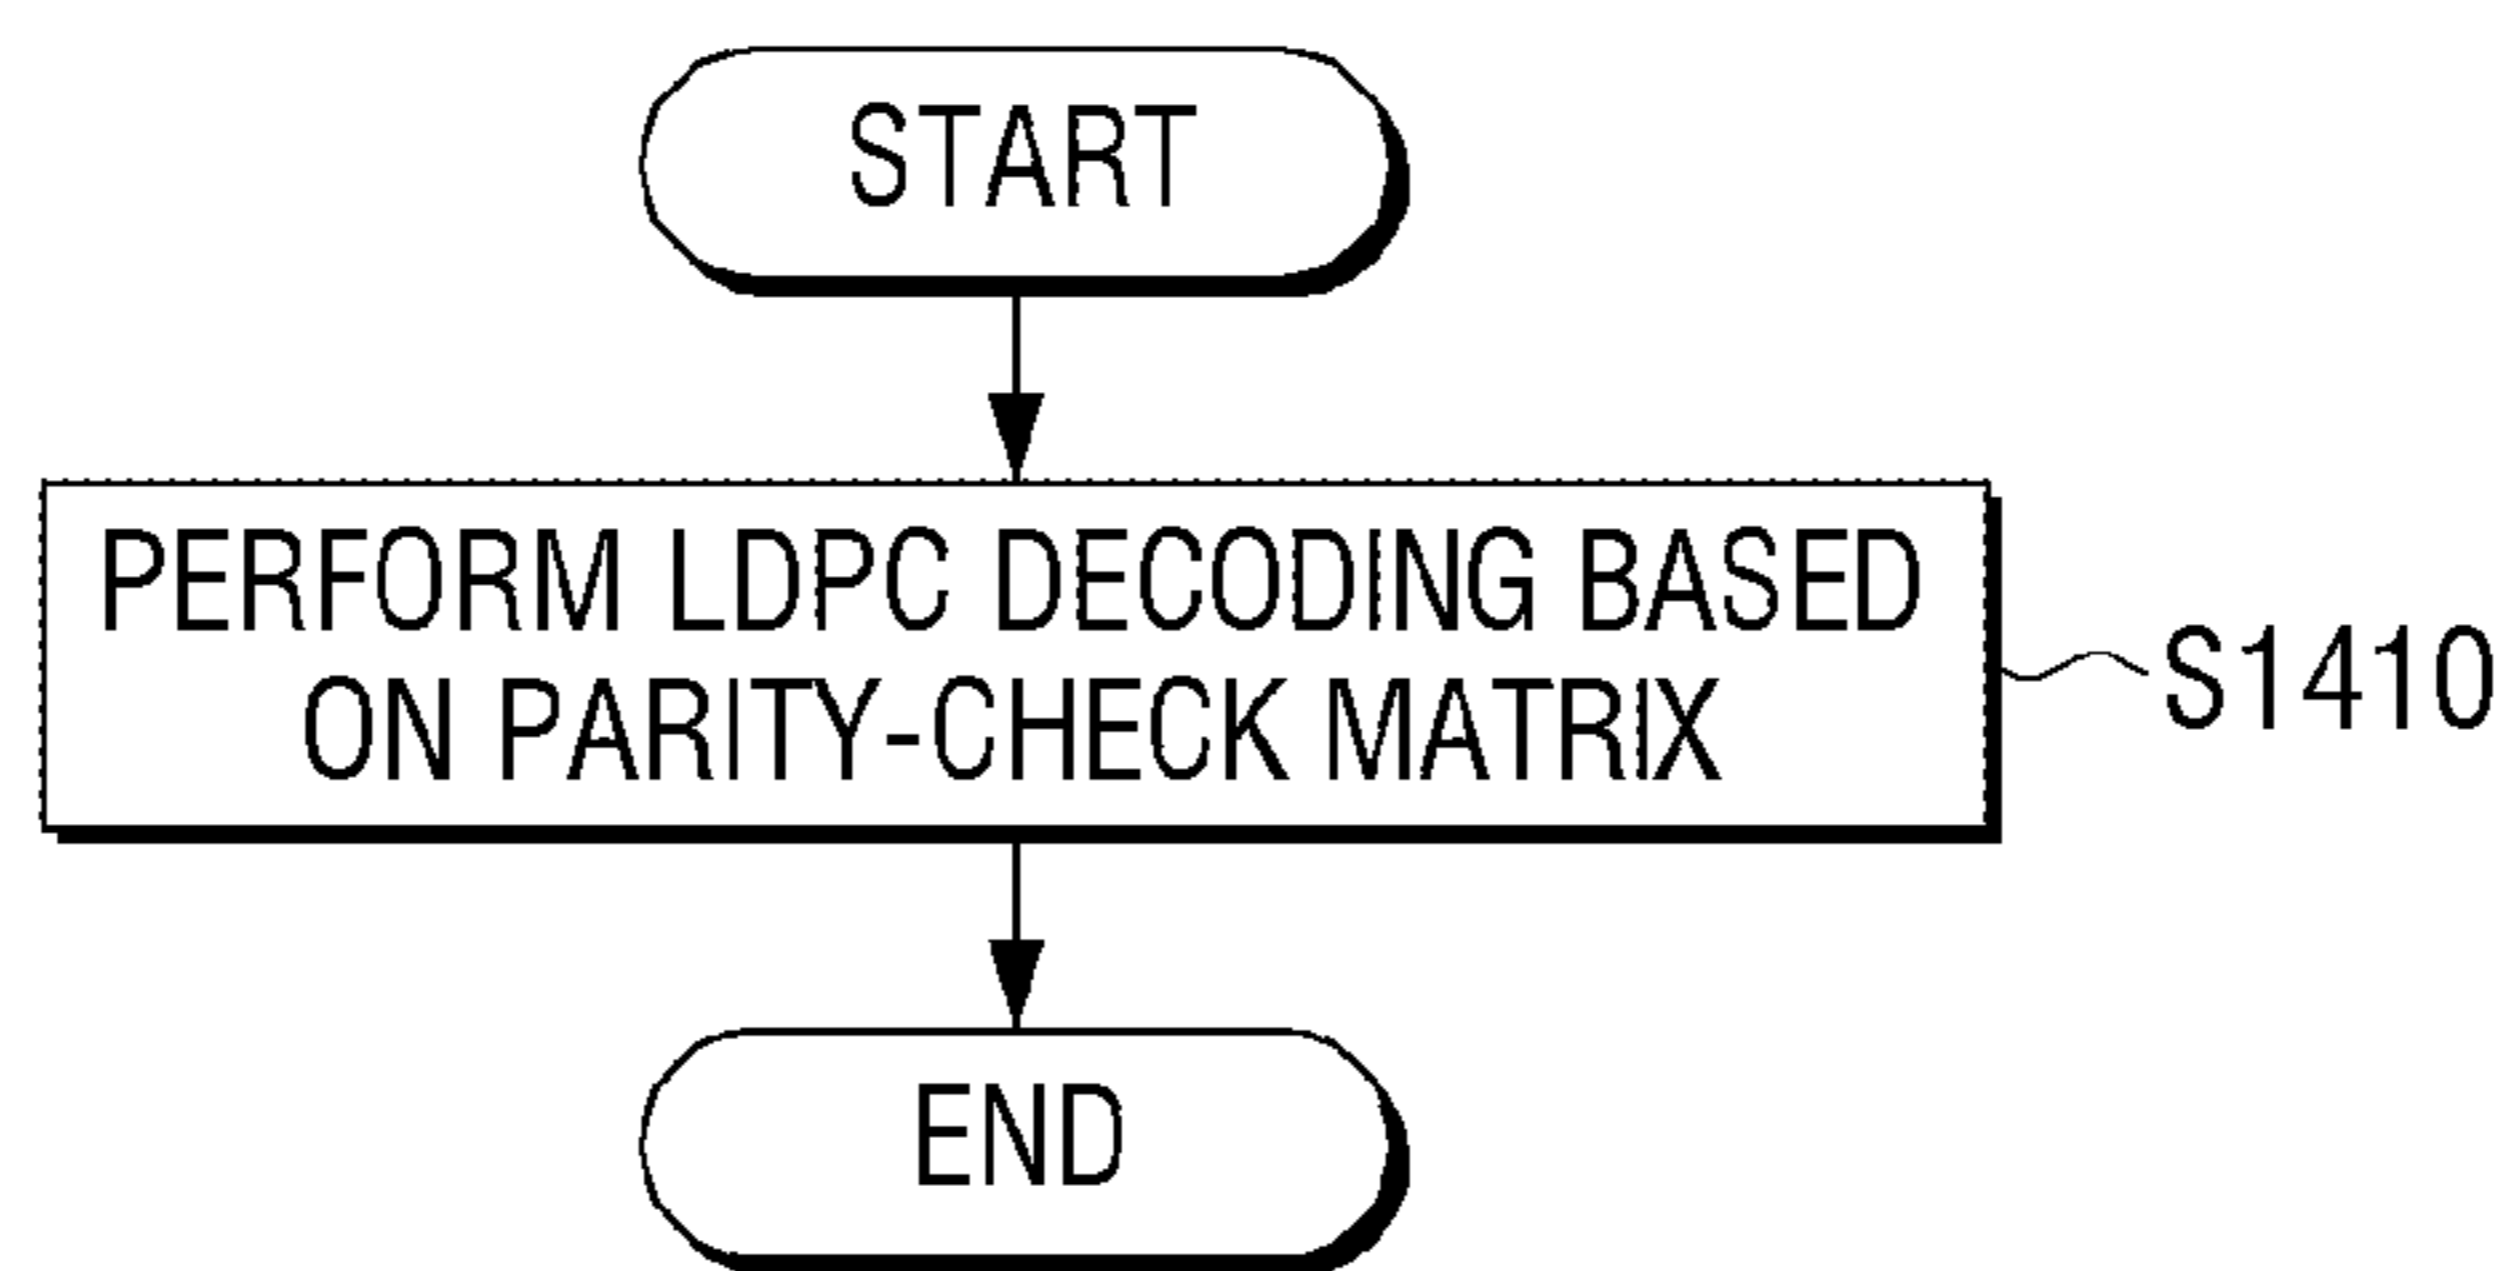 START
PERFORM LDPC DECODING BASED
ON PARITY-CHECK MATRIX
S1410
END